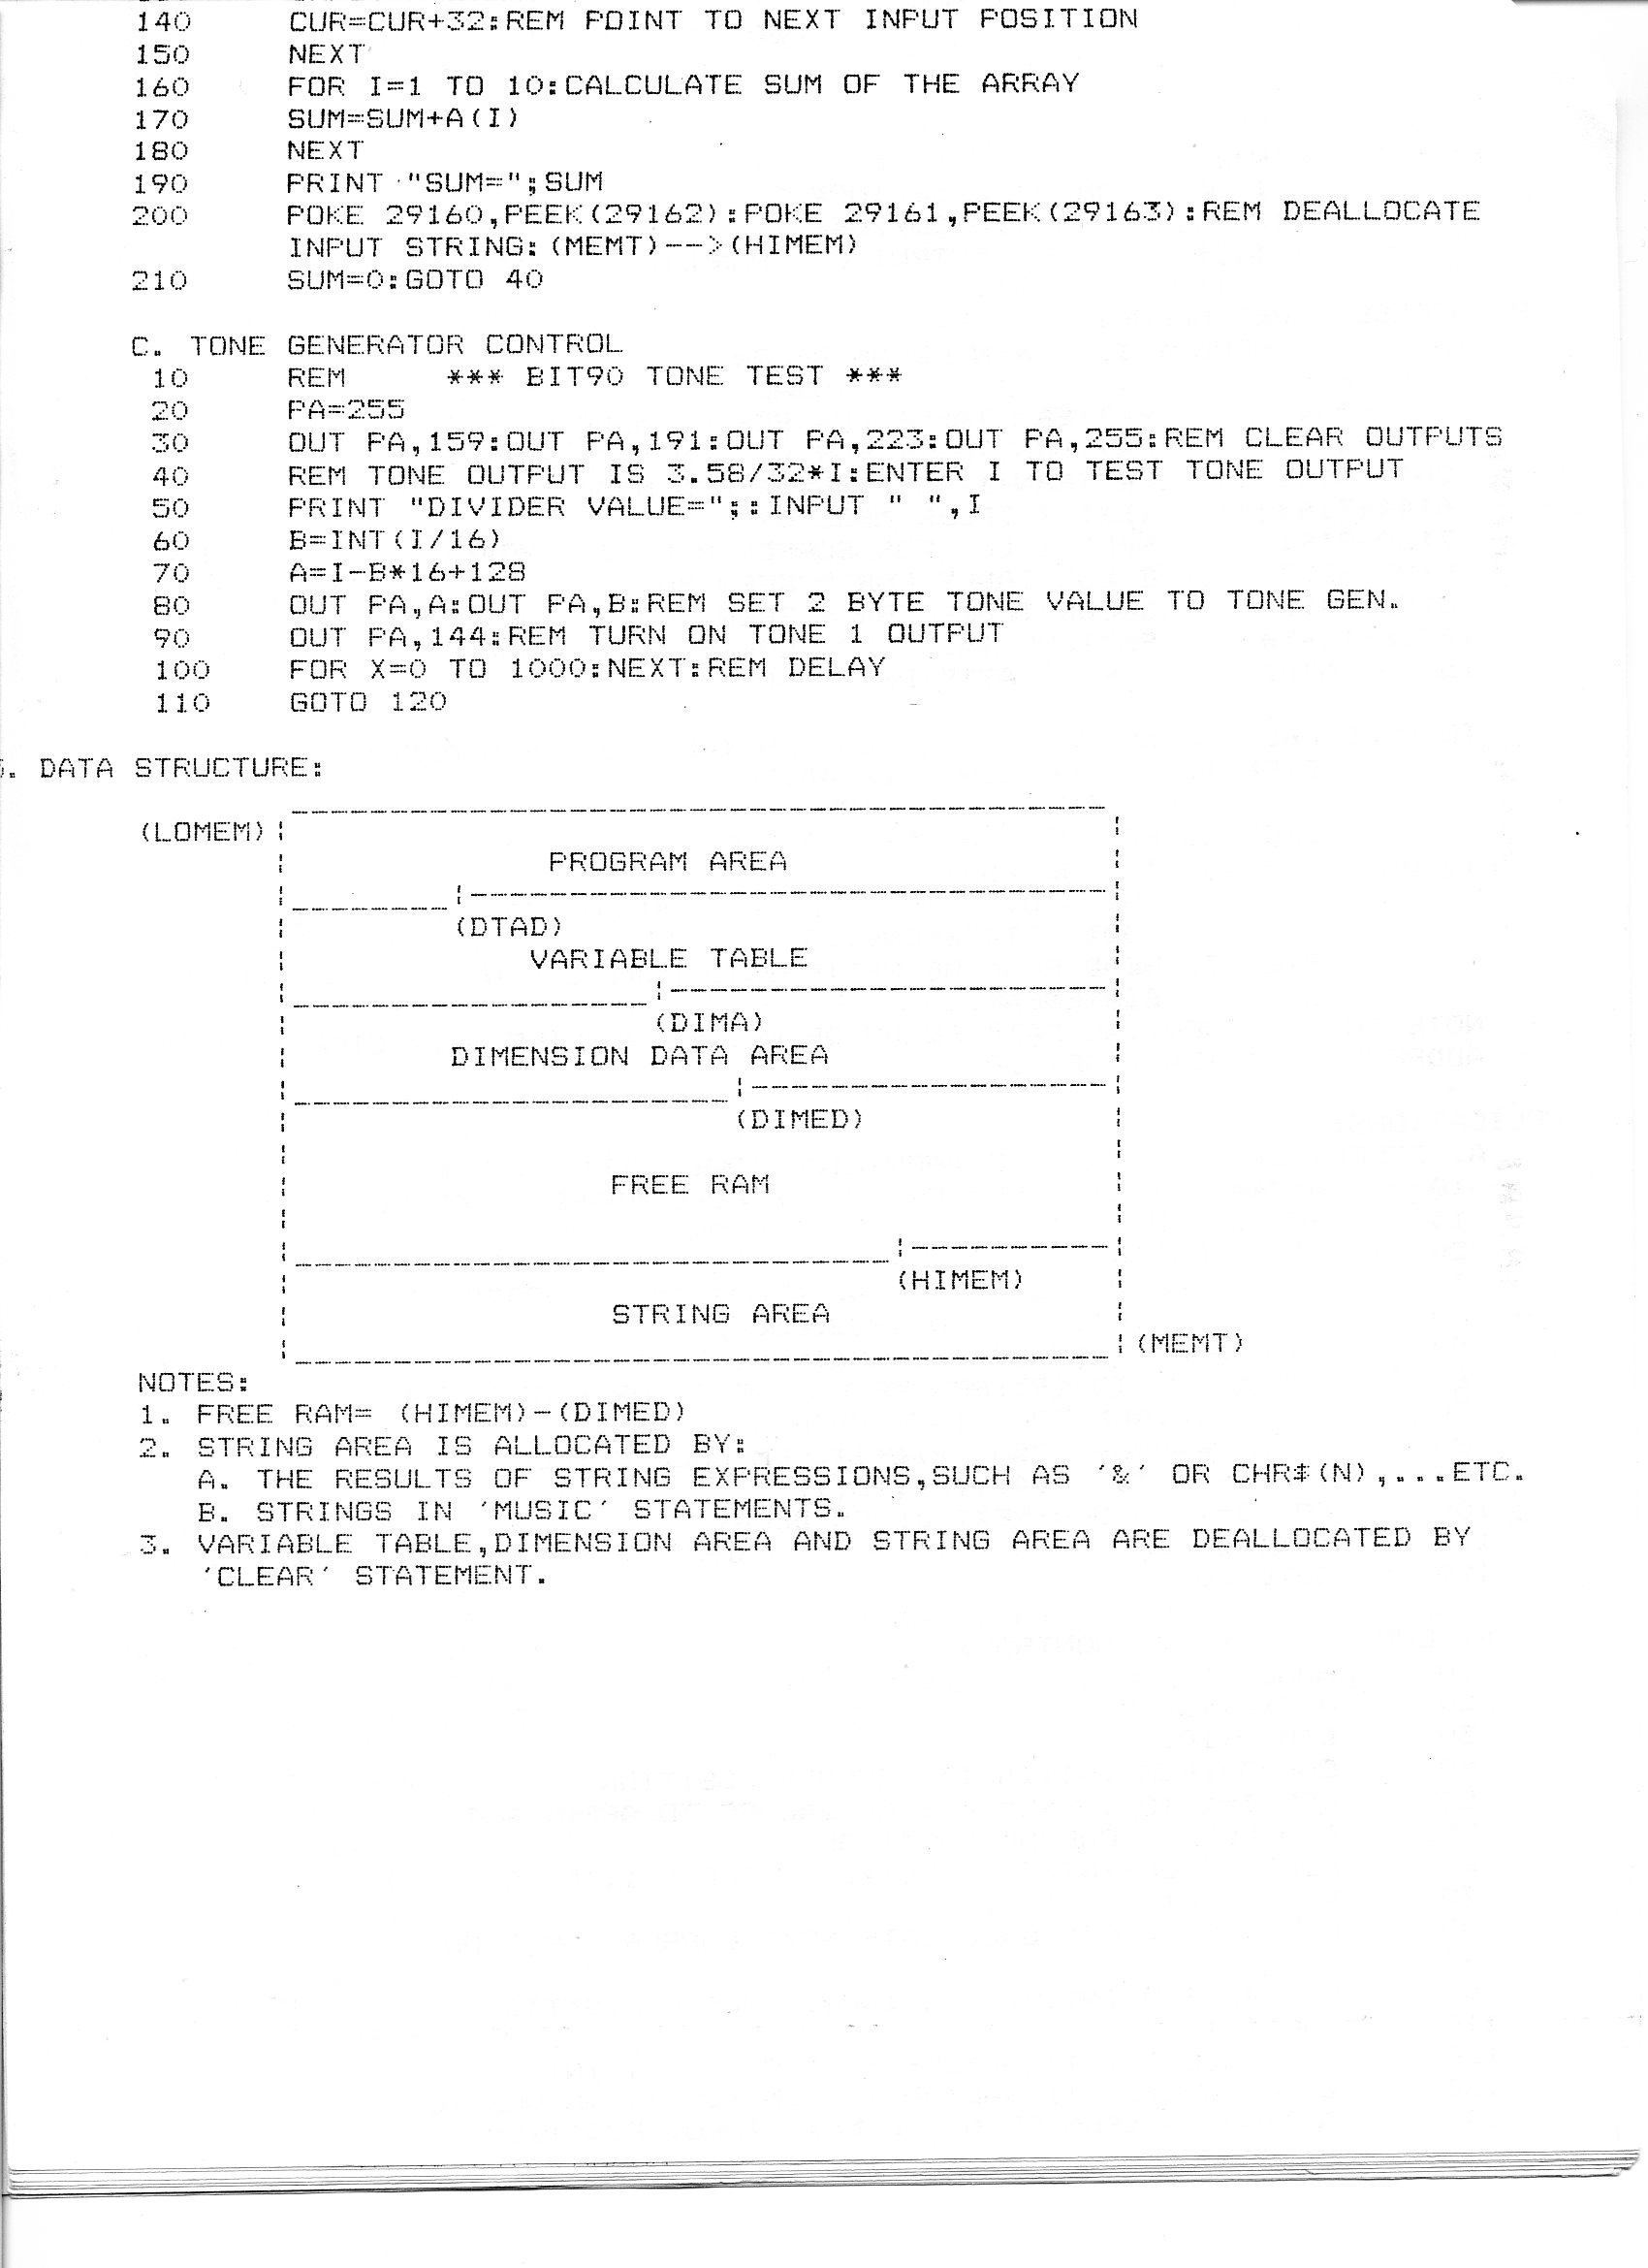 140 CUR=CUR+32:REM POINT TO NEXT INPUT POSITION
150 NEXT
160 FOR I=1 TO 10:CALCULATE SUM OF THE ARRAY
170 SUM=SUM+A(I)
180 NEXT
190 PRINT "SUM=";SUM
200 POKE 29160,PEEK(29162):POKE 29161,PEEK(29163):REM DEALLOCATE
INPUT STRING:(MEMT)-->(HIMEM)
210 SUM=0:GOTO 40
C. TONE GENERATOR CONTROL
10 REM *** BIT90 TONE TEST ***
20 PA=255
30 OUT PA,159:OUT PA,191:OUT PA,223:OUT PA,255:REM CLEAR OUTPUTS
40 REM TONE OUTPUT IS 3.58/32*I:ENTER I TO TEST TONE OUTPUT
50 PRINT "DIVIDER VALUE=";:INPUT " ",I
60 B=INT(I/16)
70 A=I-B*16+128
80 OUT PA,A:OUT PA,B:REM SET 2 BYTE TONE VALUE TO TONE GEN.
90 OUT PA,144:REM TURN ON TONE 1 OUTPUT
100 FOR X=0 TO 1000:NEXT:REM DELAY
110 GOTO 120
. DATA STRUCTURE:
(LOMEM)
PROGRAM AREA
(DTAD)
VARIABLE TABLE
(DIMA)
DIMENSION DATA AREA
(DIMED)
FREE RAM
(HIMEM)
STRING AREA
(MEMT)
NOTES:
1. FREE RAM= (HIMEM)-(DIMED)
2. STRING AREA IS ALLOCATED BY:
A. THE RESULTS OF STRING EXPRESSIONS,SUCH AS '&' OR CHR$(N),...ETC.
B. STRINGS IN 'MUSIC' STATEMENTS.
3. VARIABLE TABLE,DIMENSION AREA AND STRING AREA ARE DEALLOCATED BY
'CLEAR' STATEMENT.